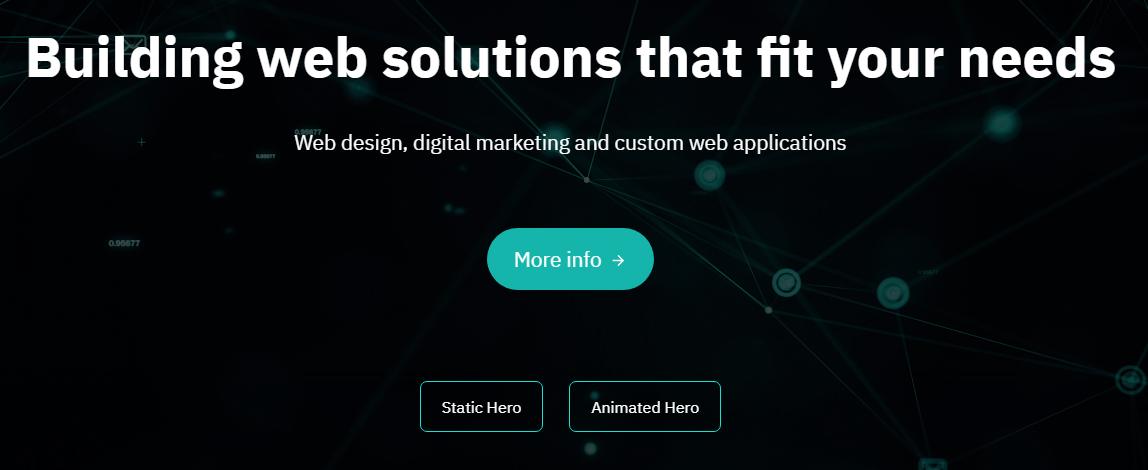 Building web solutions that fit your needs
0.95577
Web design, digital marketing and custom web applications
0.95677
More info →
Static Hero
Animated Hero